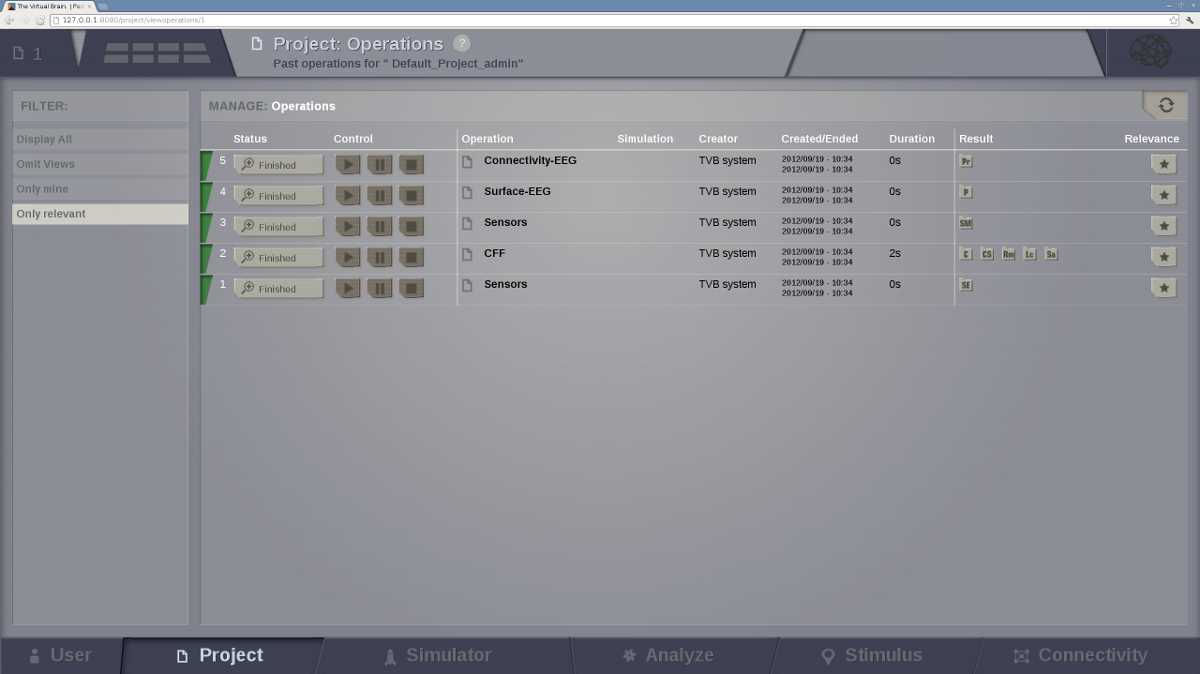 The Virtual Brain. | Pas
127.0.0.1:8080/project/viewoperations/1
1
Project: Operations ?
Past operations for " Default_Project_admin"
FILTER:
Display All
Omit Views
Only mine
Only relevant
MANAGE: Operations
Status Control Operation Simulation Creator Created/Ended Duration Result Relevance
5 Finished Connectivity-EEG TVB system 2012/09/19 - 10:34 0s Pr
2012/09/19 - 10:34
4 Finished Surface-EEG TVB system 2012/09/19 - 10:34 0s P
2012/09/19 - 10:34
3 Finished Sensors TVB system 2012/09/19 - 10:34 0s SM
2012/09/19 - 10:34
2 Finished CFF TVB system 2012/09/19 - 10:34 2s C CS Rm Lc Sa
2012/09/19 - 10:34
1 Finished Sensors TVB system 2012/09/19 - 10:34 0s SE
2012/09/19 - 10:34
User Project Simulator Analyze Stimulus Connectivity